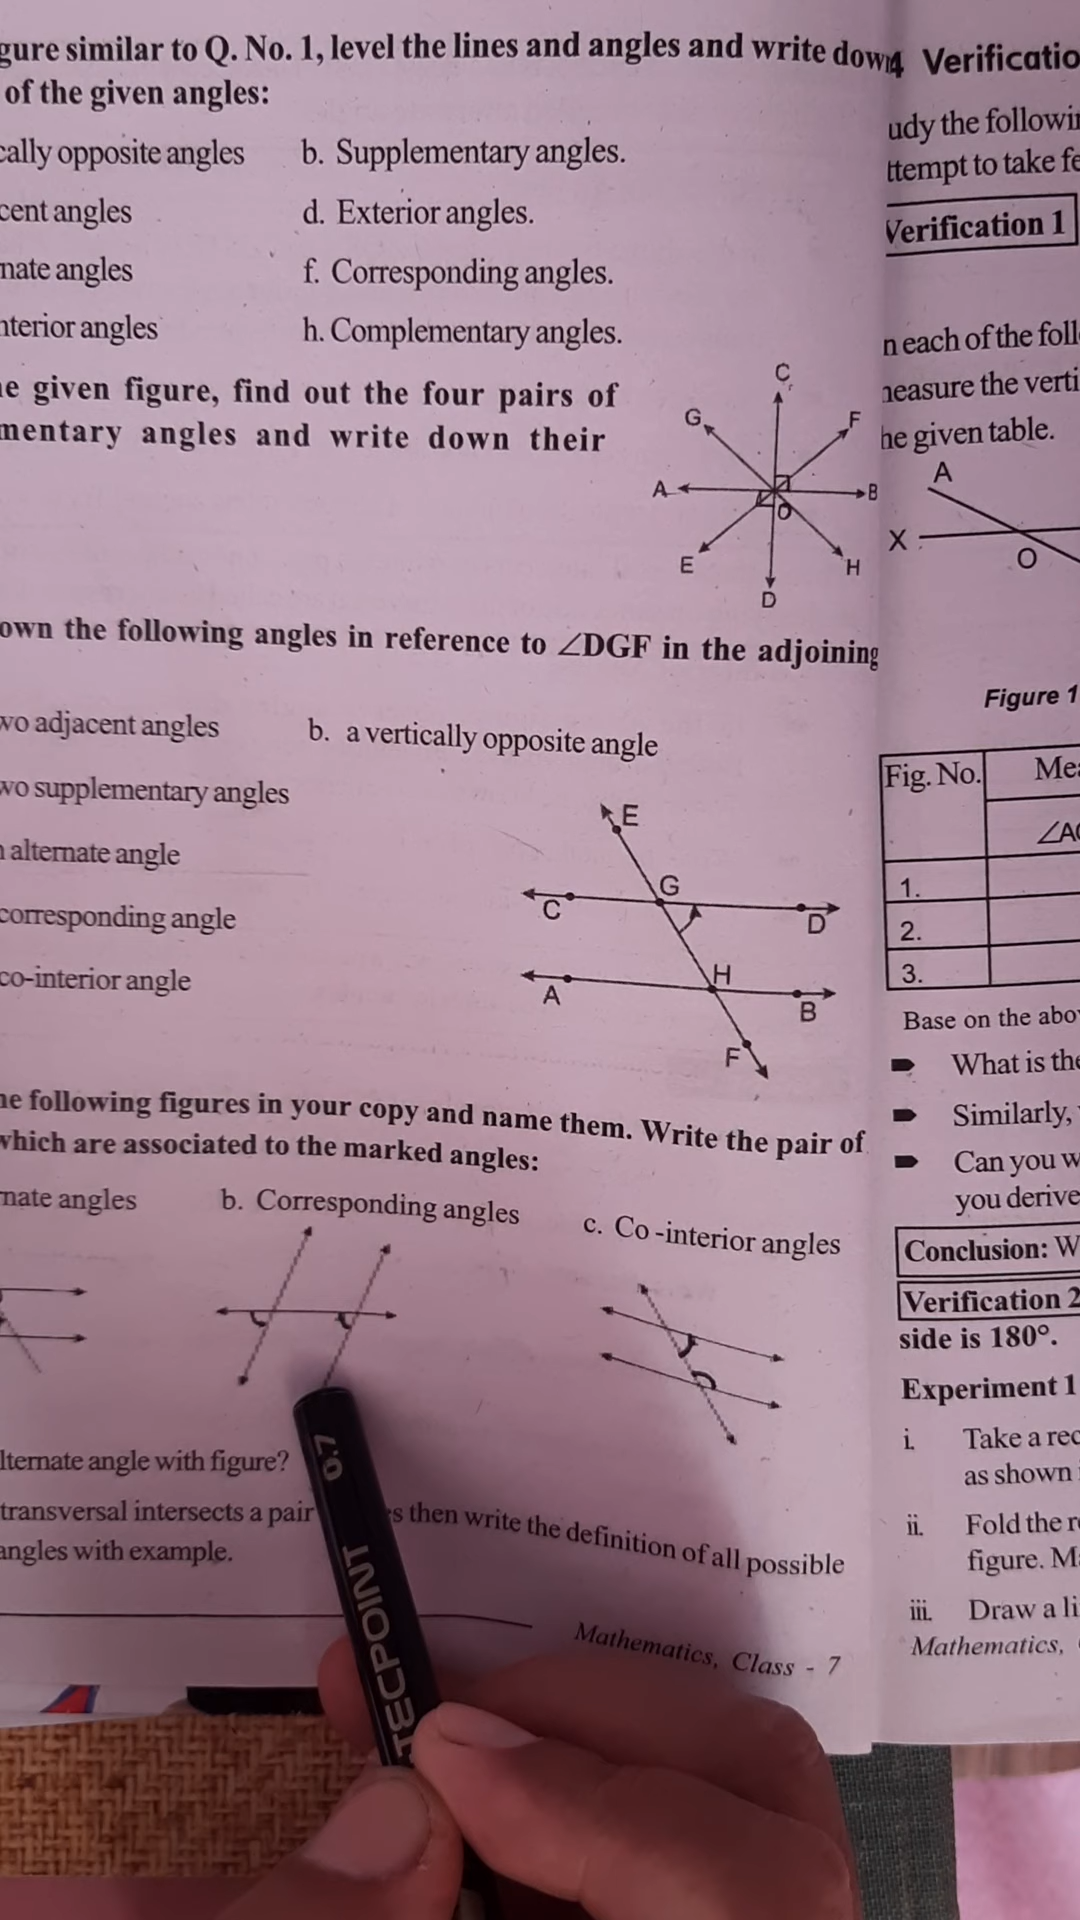 gure similar to Q. No. 1, level the lines and angles and write down
of the given angles:
cally opposite angles b. Supplementary angles.
cent angles d. Exterior angles.
nate angles f. Corresponding angles.
nterior angles h. Complementary angles.
he given figure, find out the four pairs of
mentary angles and write down their
C
G
F
A
B
O
E
H
D
own the following angles in reference to ∠DGF in the adjoining
wo adjacent angles b. a vertically opposite angle
wo supplementary angles
n alternate angle
corresponding angle
co-interior angle
E
G
C
D
H
A
B
F
he following figures in your copy and name them. Write the pair of
which are associated to the marked angles:
nate angles b. Corresponding angles c. Co-interior angles
lternate angle with figure?
transversal intersects a pair s then write the definition of all possible
angles with example.
Mathematics, Class - 7
4 Verificatio
udy the followin
ttempt to take fe
Verification 1
n each of the foll
neasure the verti
he given table.
A
X
O
Figure 1
Fig. No. Mea
∠AO
1.
2.
3.
Base on the abo
What is the
Similarly,
Can you w
you derive
Conclusion: W
Verification 2
side is 180°.
Experiment 1
i. Take a rec
as shown
ii. Fold the r
figure. Ma
iii. Draw a li
Mathematics,
0.7
TECPOINT